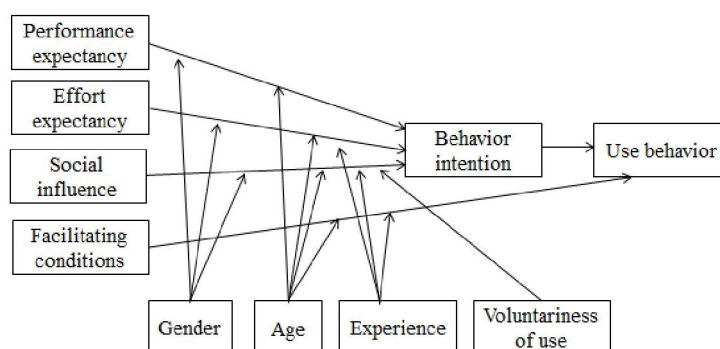 Performance
expectancy
Effort
expectancy
Social
influence
Facilitating
conditions
Behavior
intention
Use behavior
Gender
Age
Experience
Voluntariness
of use